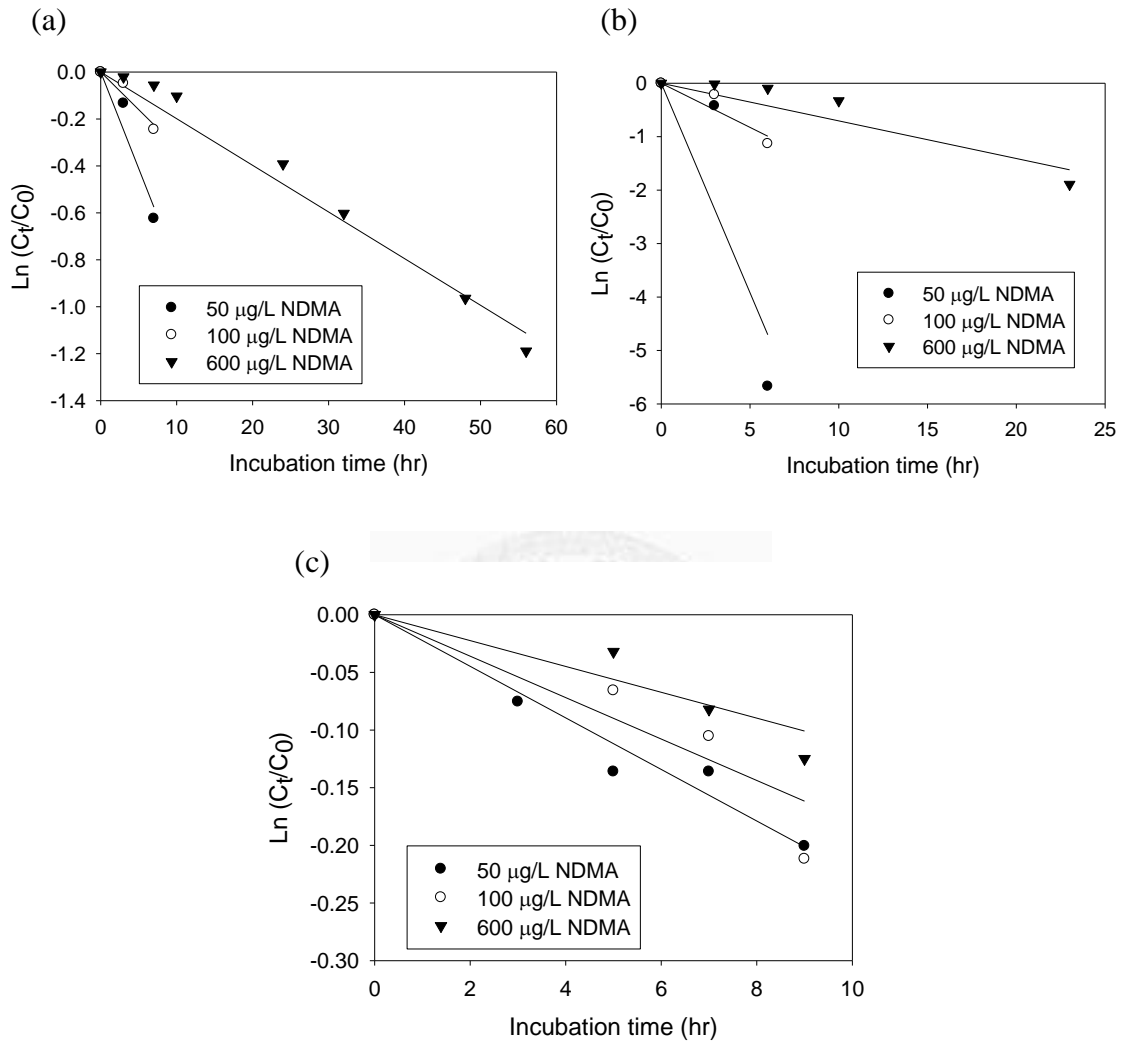 (a)
0.0
-0.2
-0.4
-0.6
-0.8
-1.0
-1.2
-1.4
Ln (Ct/C0)
50 μg/L NDMA
100 μg/L NDMA
600 μg/L NDMA
0 10 20 30 40 50 60
Incubation time (hr)
(b)
0
-1
-2
-3
-4
-5
-6
Ln (Ct/C0)
50 μg/L NDMA
100 μg/L NDMA
600 μg/L NDMA
0 5 10 15 20 25
Incubation time (hr)
(c)
0.00
-0.05
-0.10
-0.15
-0.20
-0.25
-0.30
Ln (Ct/C0)
50 μg/L NDMA
100 μg/L NDMA
600 μg/L NDMA
0 2 4 6 8 10
Incubation time (hr)